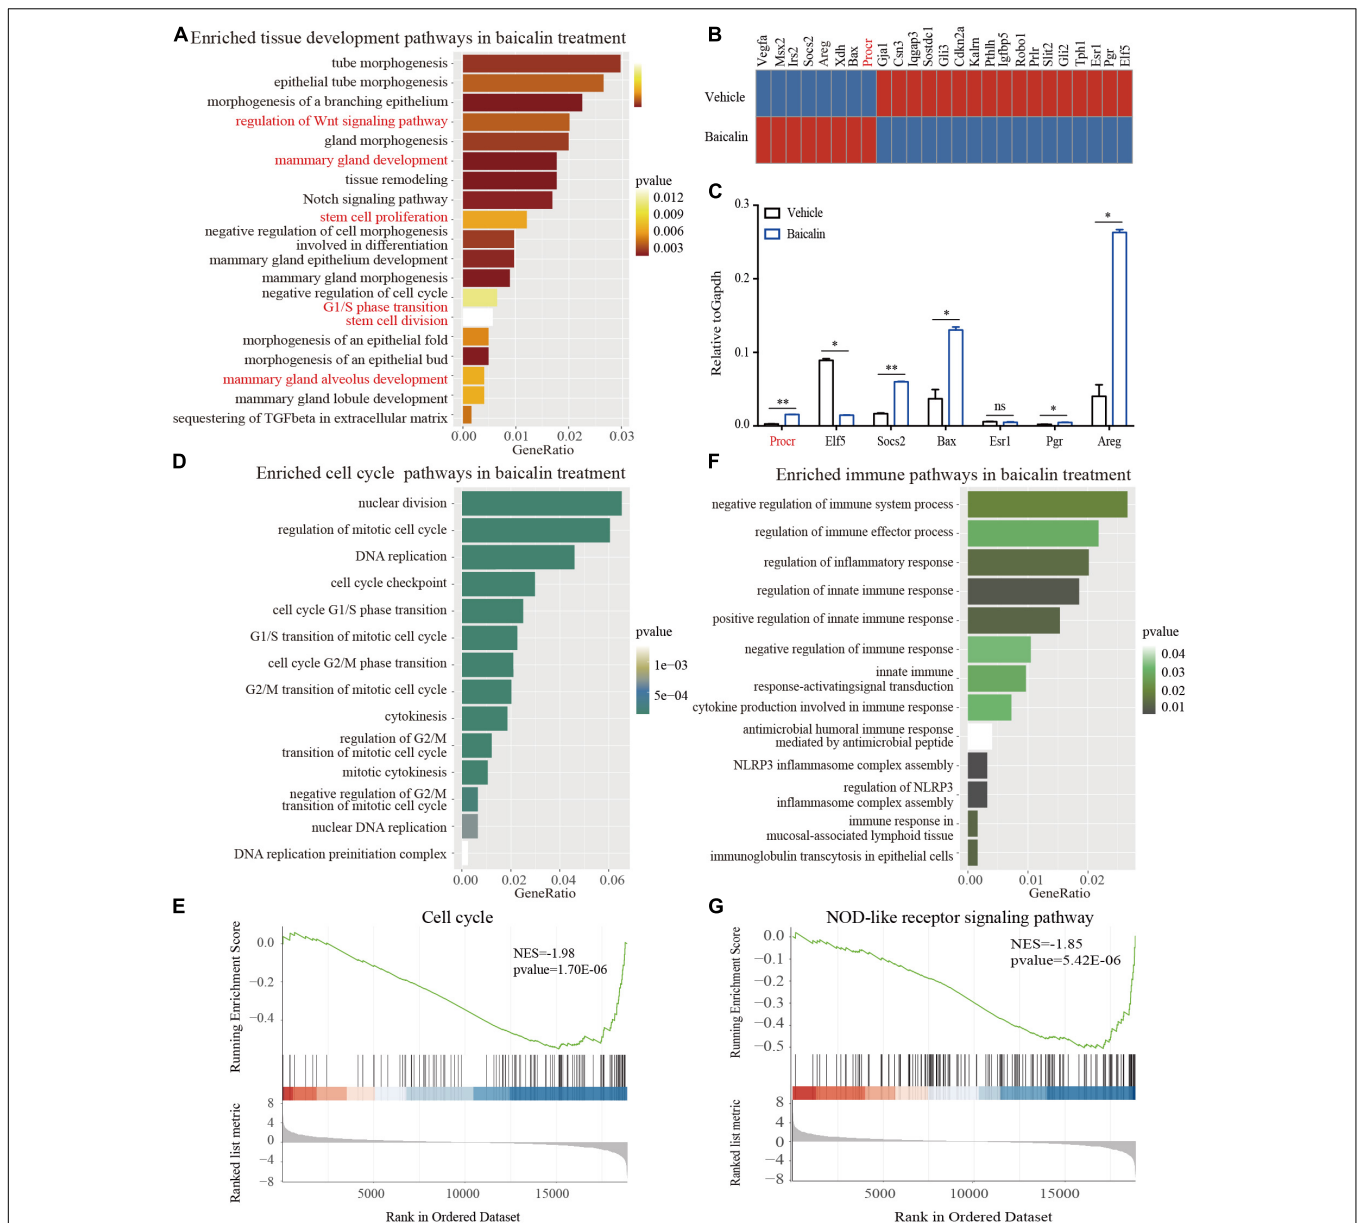 A Enriched tissue development pathways in baicalin treatment
tube morphogenesis
epithelial tube morphogenesis
morphogenesis of a branching epithelium
regulation of Wnt signaling pathway
gland morphogenesis
mammary gland development
tissue remodeling
Notch signaling pathway
stem cell proliferation
negative regulation of cell morphogenesis
involved in differentiation
mammary gland epithelium development
mammary gland morphogenesis
negative regulation of cell cycle
G1/S phase transition
stem cell division
morphogenesis of an epithelial fold
morphogenesis of an epithelial bud
mammary gland alveolus development
mammary gland lobule development
sequestering of TGFbeta in extracellular matrix
0.00 0.01 0.02 0.03
GeneRatio
pvalue
0.012
0.009
0.006
0.003
B
Vegfa Msx2 Irs2 Socs2 Areg Xdh Bax Procr Gja1 Csn3 Iqgap3 Sostdc1 Gli3 Cdkn2a Kalrn Pthlh Igfbp5 Robo1 Prlr Slit2 Gli2 Tph1 Esr1 Pgr Elf5
Vehicle
Baicalin
C
Vehicle
Baicalin
Relative toGapdh
0.3
0.2
0.1
0.0
** * ** * ns * *
Procr Elf5 Socs2 Bax Esr1 Pgr Areg
D Enriched cell cycle pathways in baicalin treatment
nuclear division
regulation of mitotic cell cycle
DNA replication
cell cycle checkpoint
cell cycle G1/S phase transition
G1/S transition of mitotic cell cycle
cell cycle G2/M phase transition
G2/M transition of mitotic cell cycle
cytokinesis
regulation of G2/M
transition of mitotic cell cycle
mitotic cytokinesis
negative regulation of G2/M
transition of mitotic cell cycle
nuclear DNA replication
DNA replication preinitiation complex
0.00 0.02 0.04 0.06
GeneRatio
pvalue
1e−03
5e−04
F Enriched immune pathways in baicalin treatment
negative regulation of immune system process
regulation of immune effector process
regulation of inflammatory response
regulation of innate immune response
positive regulation of innate immune response
negative regulation of immune response
innate immune
response-activatingsignal transduction
cytokine production involved in immune response
antimicrobial humoral immune response
mediated by antimicrobial peptide
NLRP3 inflammasome complex assembly
regulation of NLRP3
inflammasome complex assembly
immune response in
mucosal-associated lymphoid tissue
immunoglobulin transcytosis in epithelial cells
0.00 0.01 0.02
GeneRatio
pvalue
0.04
0.03
0.02
0.01
E Cell cycle
Running Enrichment Score
0.0
−0.2
−0.4
NES=-1.98
pvalue=1.70E-06
Ranked list metric
8
4
0
−4
−8
5000 10000 15000
Rank in Ordered Dataset
G NOD-like receptor signaling pathway
Running Enrichment Score
0.0
−0.1
−0.2
−0.3
−0.4
−0.5
NES=-1.85
pvalue=5.42E-06
Ranked list metric
8
4
0
−4
−8
5000 10000 15000
Rank in Ordered Dataset